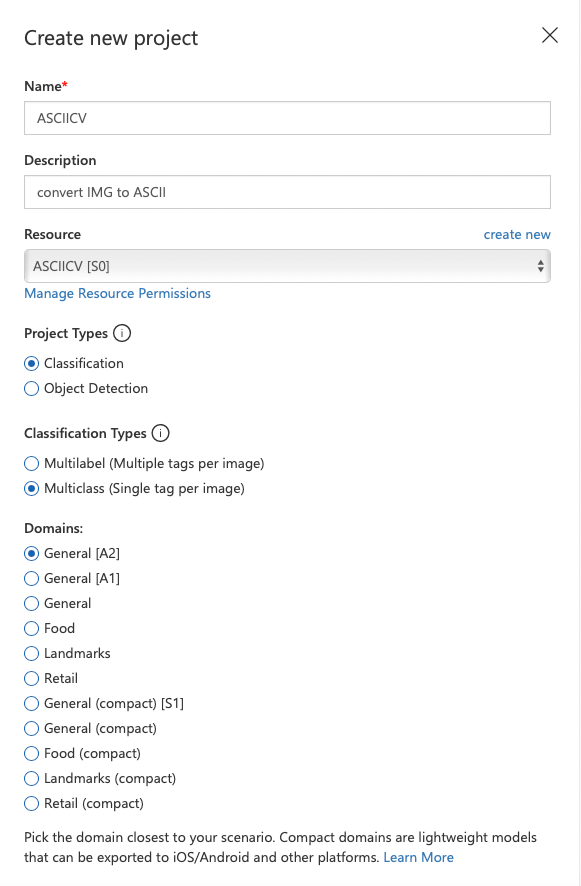 Create new project
Name*
ASCIICV
Description
convert IMG to ASCII
Resource
create new
ASCIICV [S0]
Manage Resource Permissions
Project Types
Classification
Object Detection
Classification Types
Multilabel (Multiple tags per image)
Multiclass (Single tag per image)
Domains:
General [A2]
General [A1]
General
Food
Landmarks
Retail
General (compact) [S1]
General (compact)
Food (compact)
Landmarks (compact)
Retail (compact)
Pick the domain closest to your scenario. Compact domains are lightweight models
that can be exported to iOS/Android and other platforms. Learn More